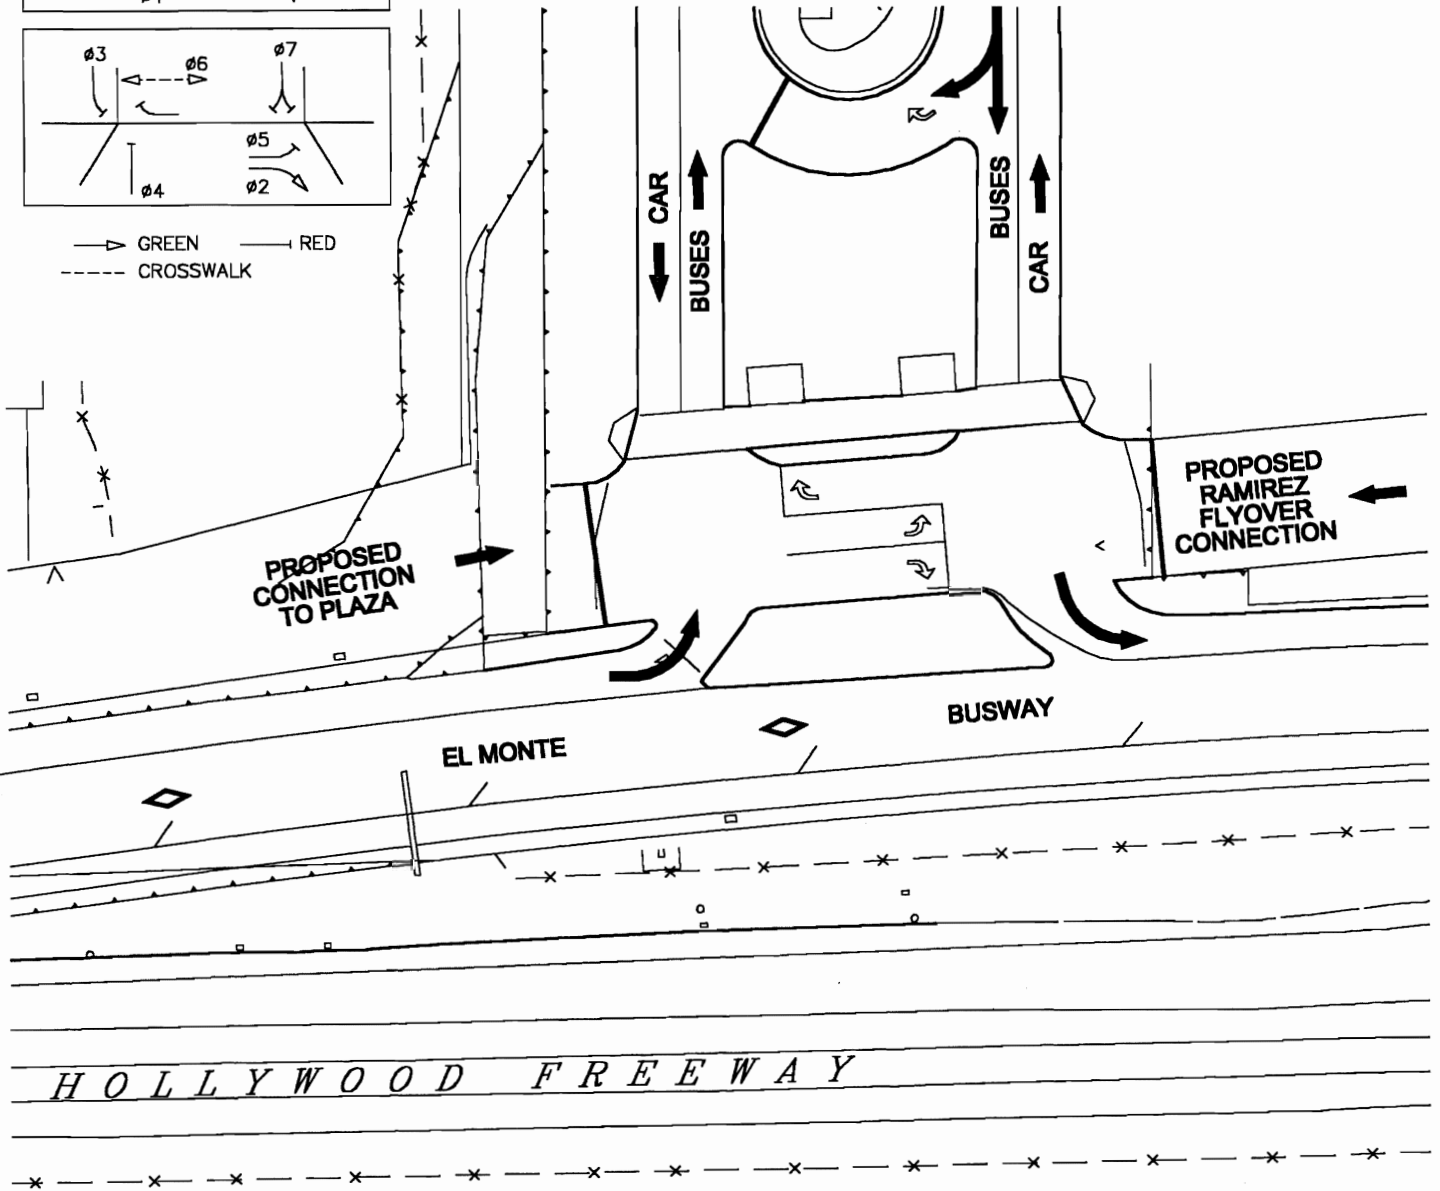 ø3
ø6
ø7
ø5
ø4
ø2
GREEN
RED
CROSSWALK
CAR
BUSES
BUSES
CAR
PROPOSED
CONNECTION
TO PLAZA
PROPOSED
RAMIREZ
FLYOVER
CONNECTION
EL MONTE
BUSWAY
HOLLYWOOD FREEWAY